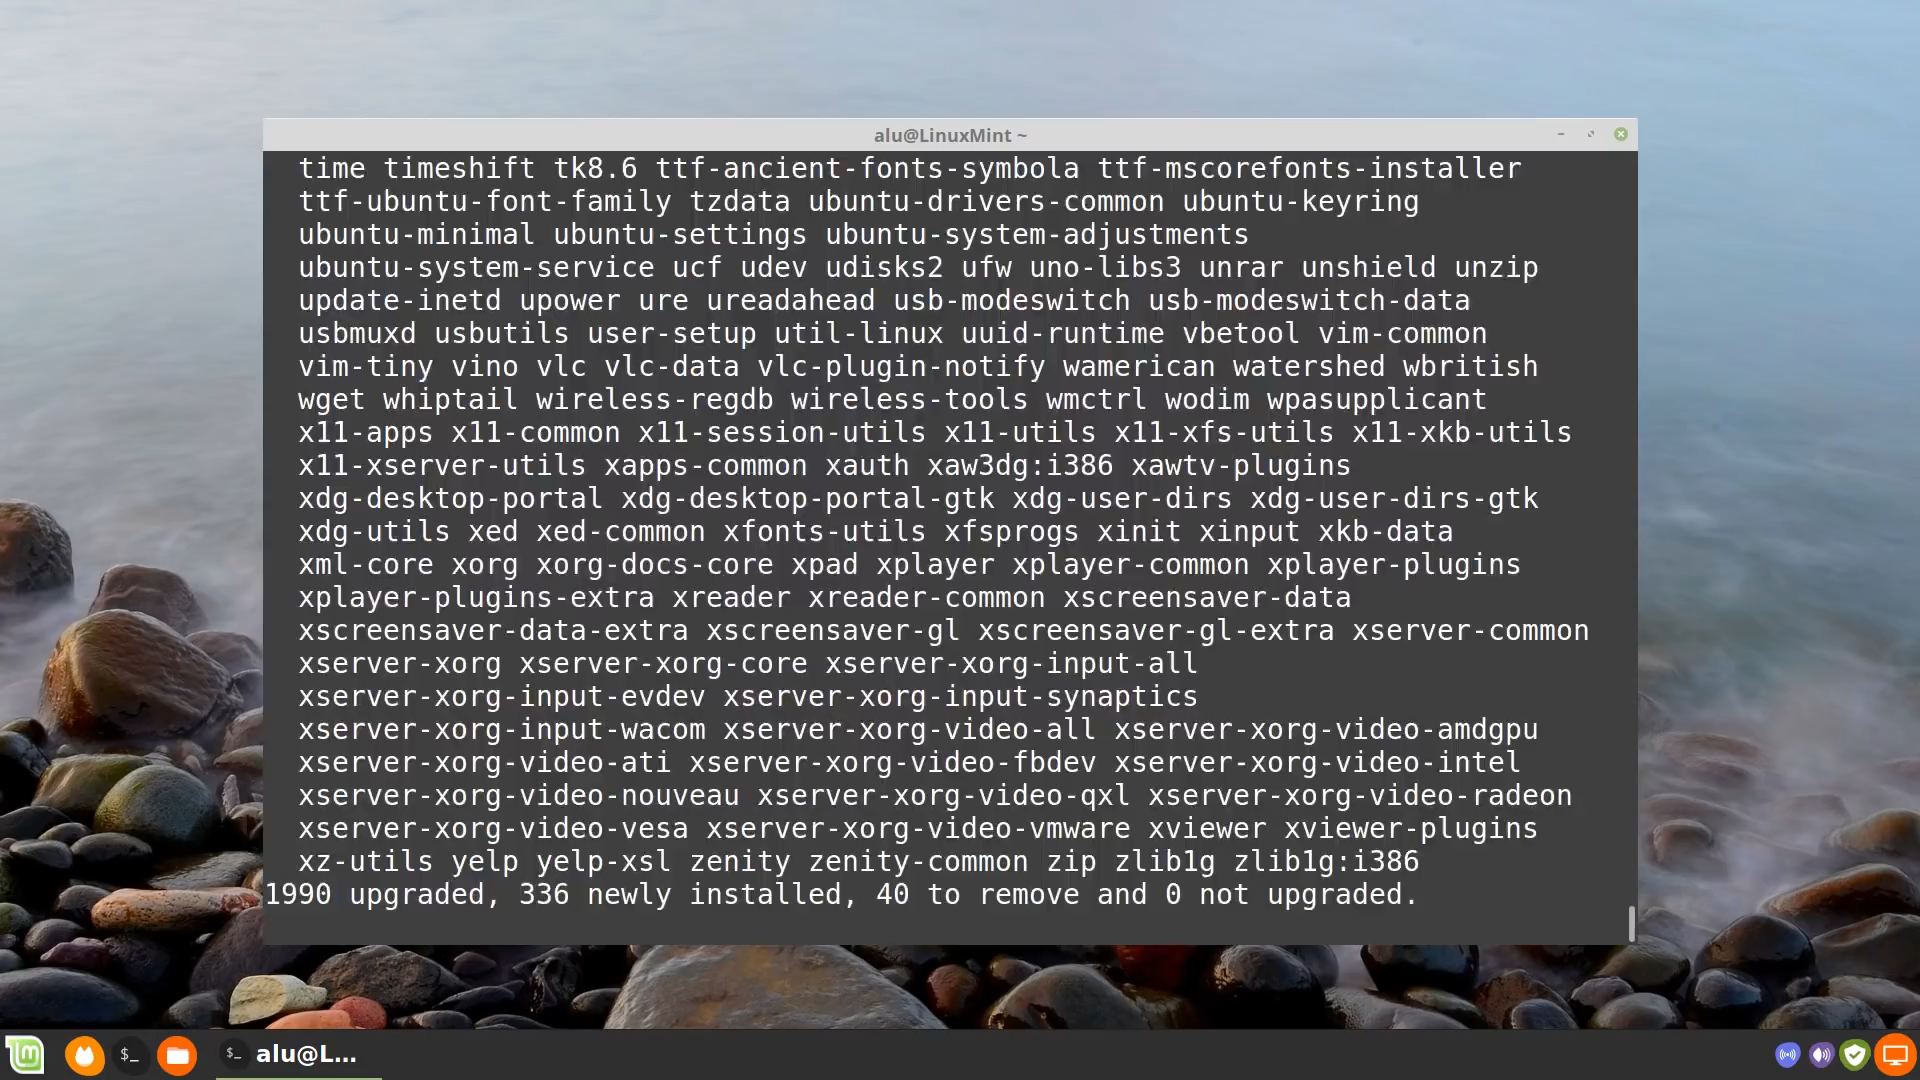 alu@LinuxMint ~
time timeshift tk8.6 ttf-ancient-fonts-symbola ttf-mscorefonts-installer
ttf-ubuntu-font-family tzdata ubuntu-drivers-common ubuntu-keyring
ubuntu-minimal ubuntu-settings ubuntu-system-adjustments
ubuntu-system-service ucf udev udisks2 ufw uno-libs3 unrar unshield unzip
update-inetd upower ure ureadahead usb-modeswitch usb-modeswitch-data
usbmuxd usbutils user-setup util-linux uuid-runtime vbetool vim-common
vim-tiny vino vlc vlc-data vlc-plugin-notify wamerican watershed wbritish
wget whiptail wireless-regdb wireless-tools wmctrl wodim wpasupplicant
x11-apps x11-common x11-session-utils x11-utils x11-xfs-utils x11-xkb-utils
x11-xserver-utils xapps-common xauth xaw3dg:i386 xawtv-plugins
xdg-desktop-portal xdg-desktop-portal-gtk xdg-user-dirs xdg-user-dirs-gtk
xdg-utils xed xed-common xfonts-utils xfsprogs xinit xinput xkb-data
xml-core xorg xorg-docs-core xpad xplayer xplayer-common xplayer-plugins
xplayer-plugins-extra xreader xreader-common xscreensaver-data
xscreensaver-data-extra xscreensaver-gl xscreensaver-gl-extra xserver-common
xserver-xorg xserver-xorg-core xserver-xorg-input-all
xserver-xorg-input-evdev xserver-xorg-input-synaptics
xserver-xorg-input-wacom xserver-xorg-video-all xserver-xorg-video-amdgpu
xserver-xorg-video-ati xserver-xorg-video-fbdev xserver-xorg-video-intel
xserver-xorg-video-nouveau xserver-xorg-video-qxl xserver-xorg-video-radeon
xserver-xorg-video-vesa xserver-xorg-video-vmware xviewer xviewer-plugins
xz-utils yelp yelp-xsl zenity zenity-common zip zlib1g zlib1g:i386
1990 upgraded, 336 newly installed, 40 to remove and 0 not upgraded.
$_ $_ alu@L...